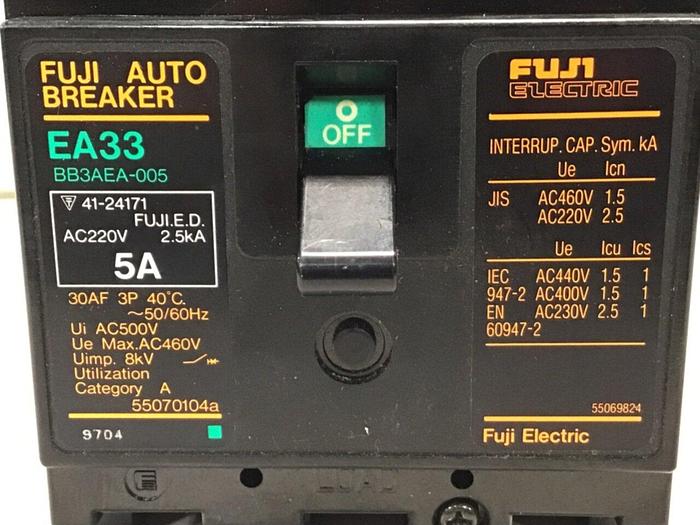 FUJI AUTO
BREAKER
EA33
BB3AEA-005
41-24171
FUJI.E.D.
AC220V 2.5kA
5A
30AF 3P 40°C.
~50/60Hz
Ui AC500V
Ue Max.AC460V
Uimp. 8kV
Utilization
Category A
55070104a
9704
OFF
FUJI
ELECTRIC
INTERRUP. CAP. Sym. kA
Ue Icn
JIS AC460V 1.5
AC220V 2.5
Ue Icu Ics
IEC AC440V 1.5 1
947-2 AC400V 1.5 1
EN AC230V 2.5 1
60947-2
55069824
Fuji Electric
LOAD